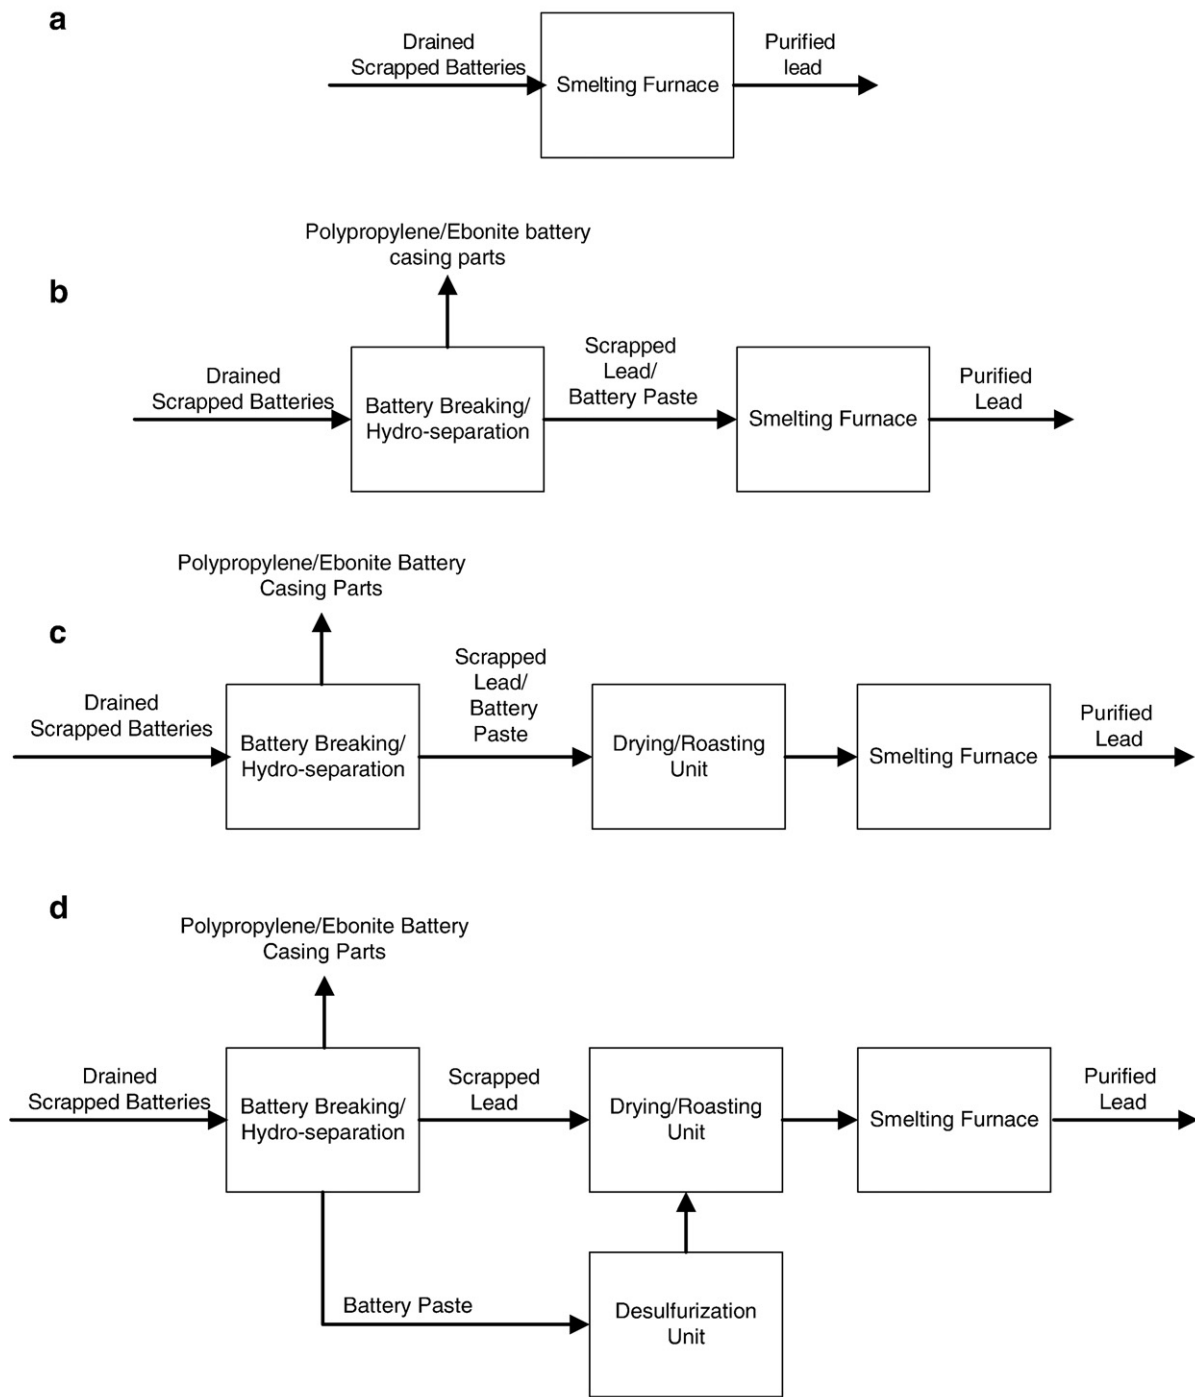 a
Drained
Scrapped Batteries
Smelting Furnace
Purified
lead
b
Polypropylene/Ebonite battery
casing parts
Drained
Scrapped Batteries
Battery Breaking/
Hydro-separation
Scrapped
Lead/
Battery Paste
Smelting Furnace
Purified
Lead
c
Polypropylene/Ebonite Battery
Casing Parts
Drained
Scrapped Batteries
Battery Breaking/
Hydro-separation
Scrapped
Lead/
Battery
Paste
Drying/Roasting
Unit
Smelting Furnace
Purified
Lead
d
Polypropylene/Ebonite Battery
Casing Parts
Drained
Scrapped Batteries
Battery Breaking/
Hydro-separation
Scrapped
Lead
Drying/Roasting
Unit
Smelting Furnace
Purified
Lead
Battery Paste
Desulfurization
Unit